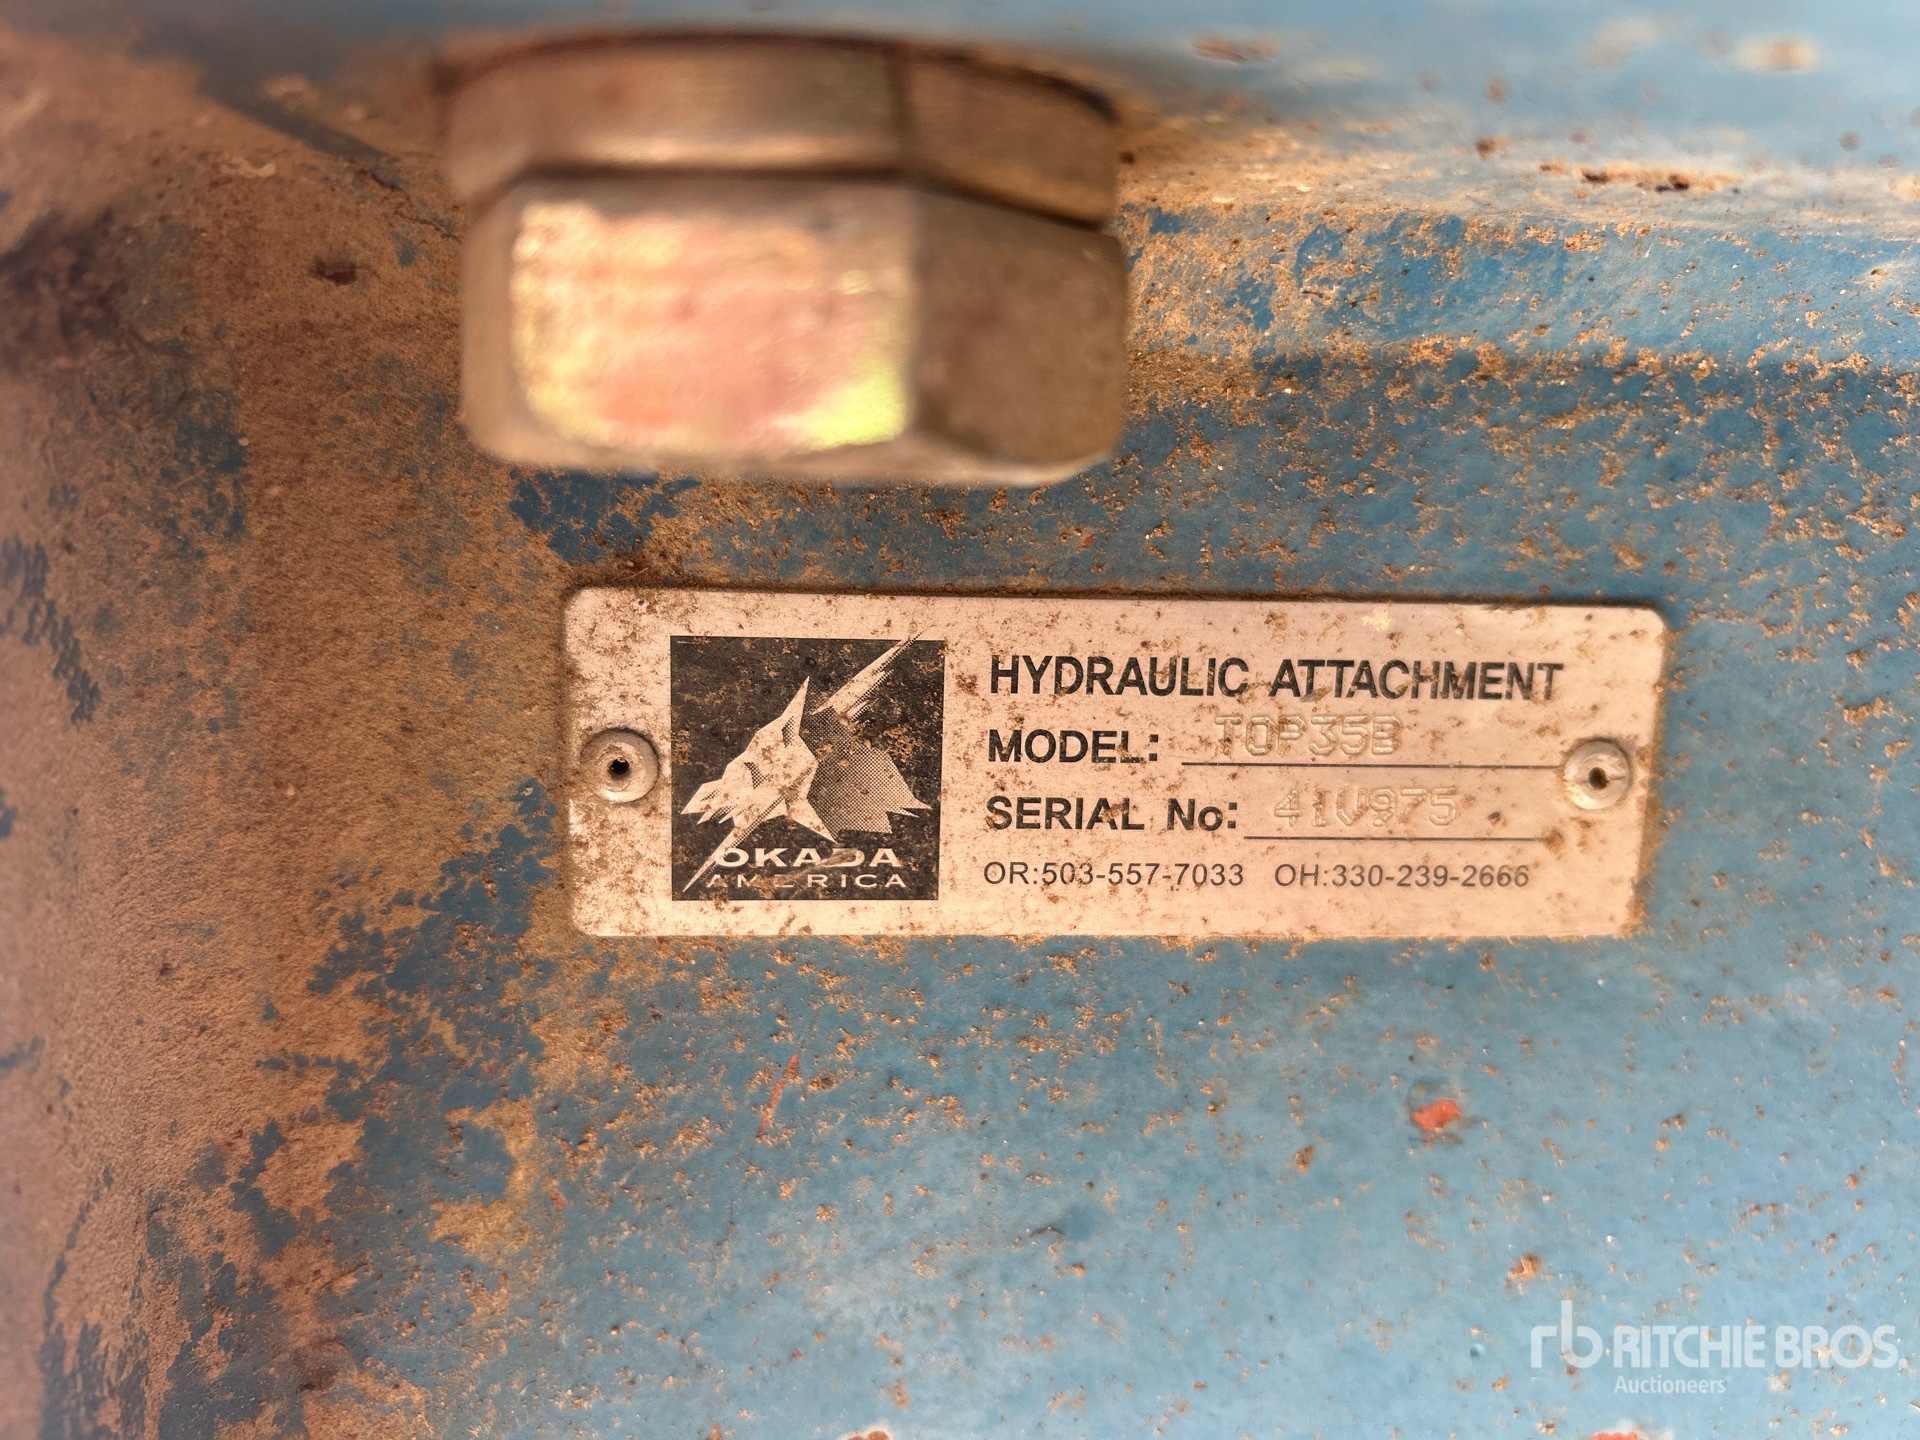 HYDRAULIC ATTACHMENT
MODEL: TOP35B
SERIAL No: 41V975
OR:503-557-7033 OH:330-239-2666
OKADA
AMERICA
rb RITCHIE BROS.
Auctioneers